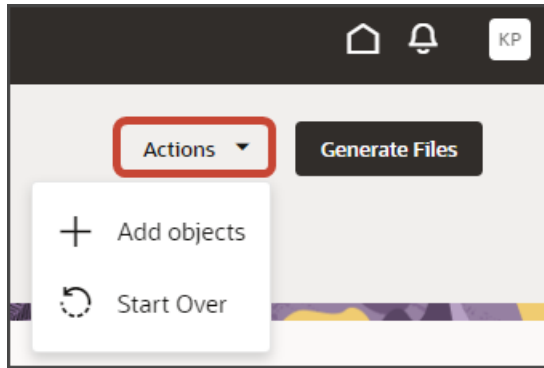 KP
Actions
Generate Files
Add objects
Start Over